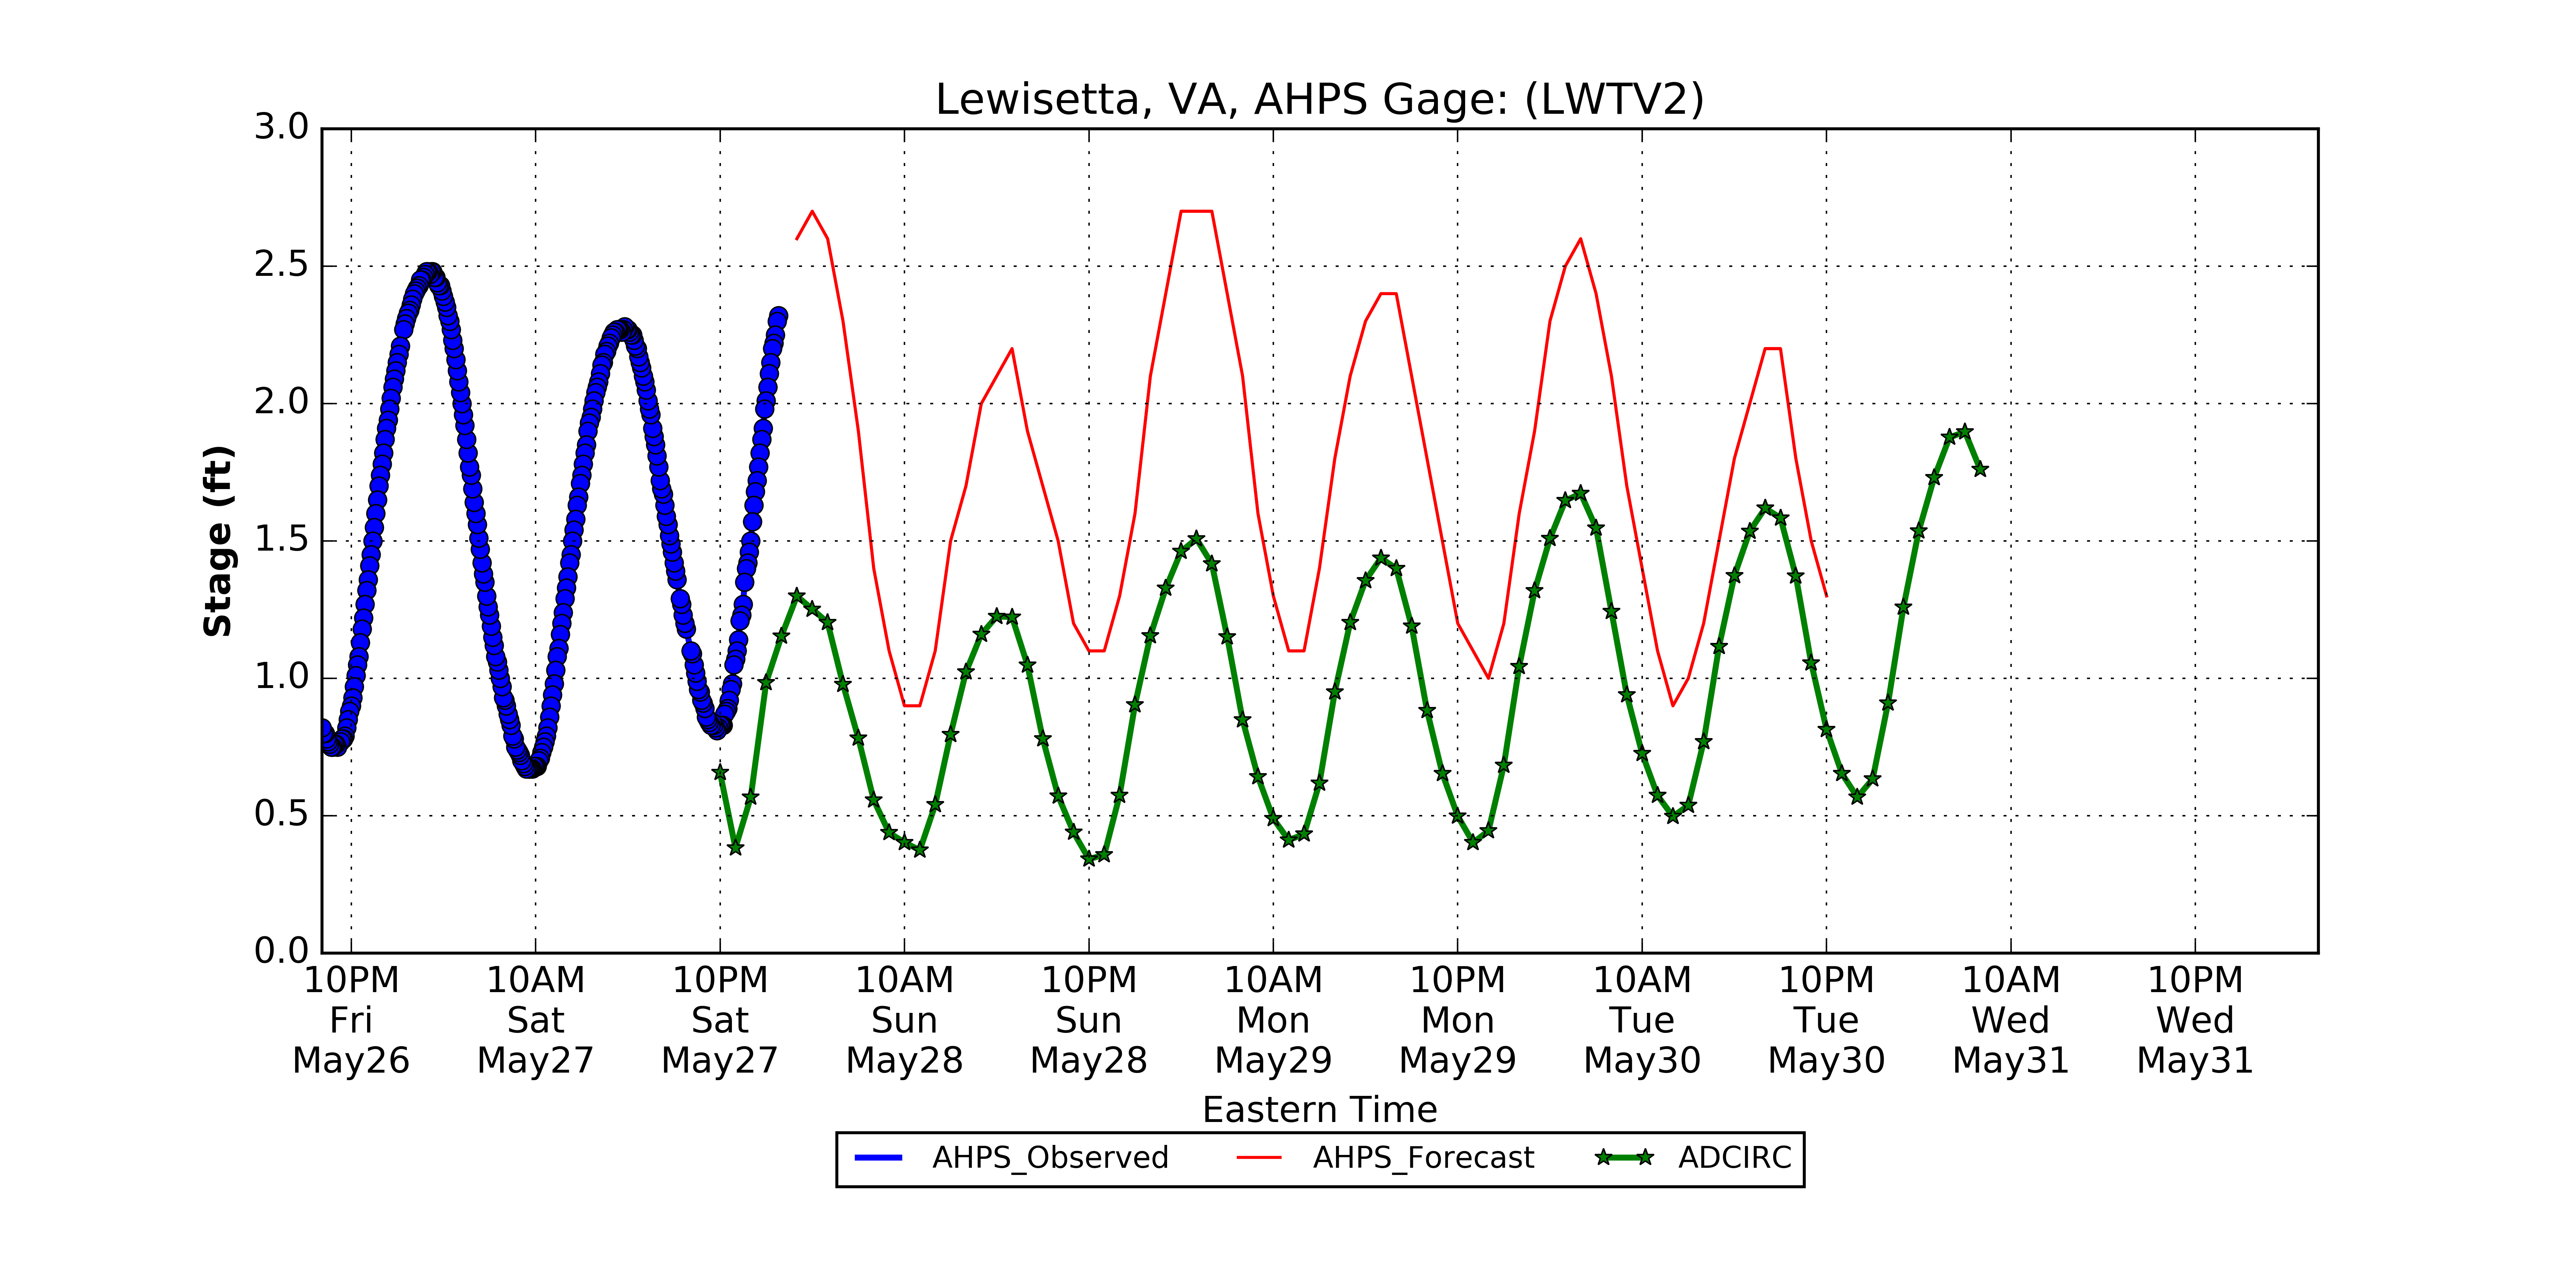 Lewisetta, VA, AHPS Gage: (LWTV2)
3.0
2.5
2.0
1.5
1.0
0.5
0.0
Stage (ft)
10PM 10AM 10PM 10AM 10PM 10AM 10PM 10AM 10PM 10AM 10PM
Fri Sat Sat Sun Sun Mon Mon Tue Tue Wed Wed
May26 May27 May27 May28 May28 May29 May29 May30 May30 May31 May31
Eastern Time
AHPS_Observed AHPS_Forecast ADCIRC